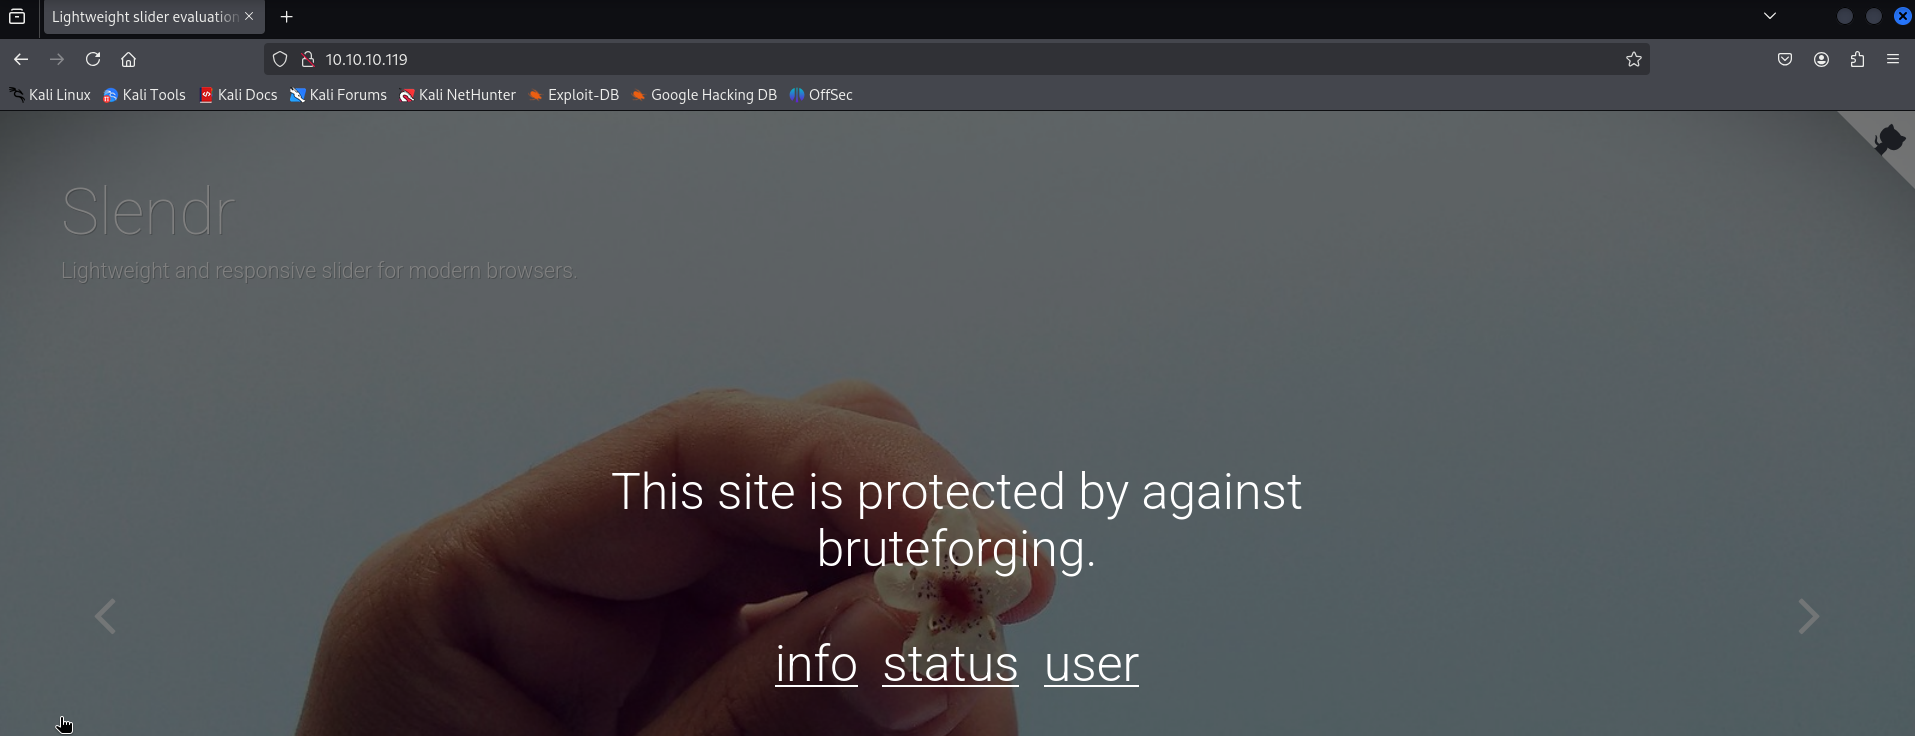 Lightweight slider evaluation
10.10.10.119
Kali Linux Kali Tools Kali Docs Kali Forums Kali NetHunter Exploit-DB Google Hacking DB OffSec
Slendr
Lightweight and responsive slider for modern browsers.
This site is protected by against
bruteforging.
info status user